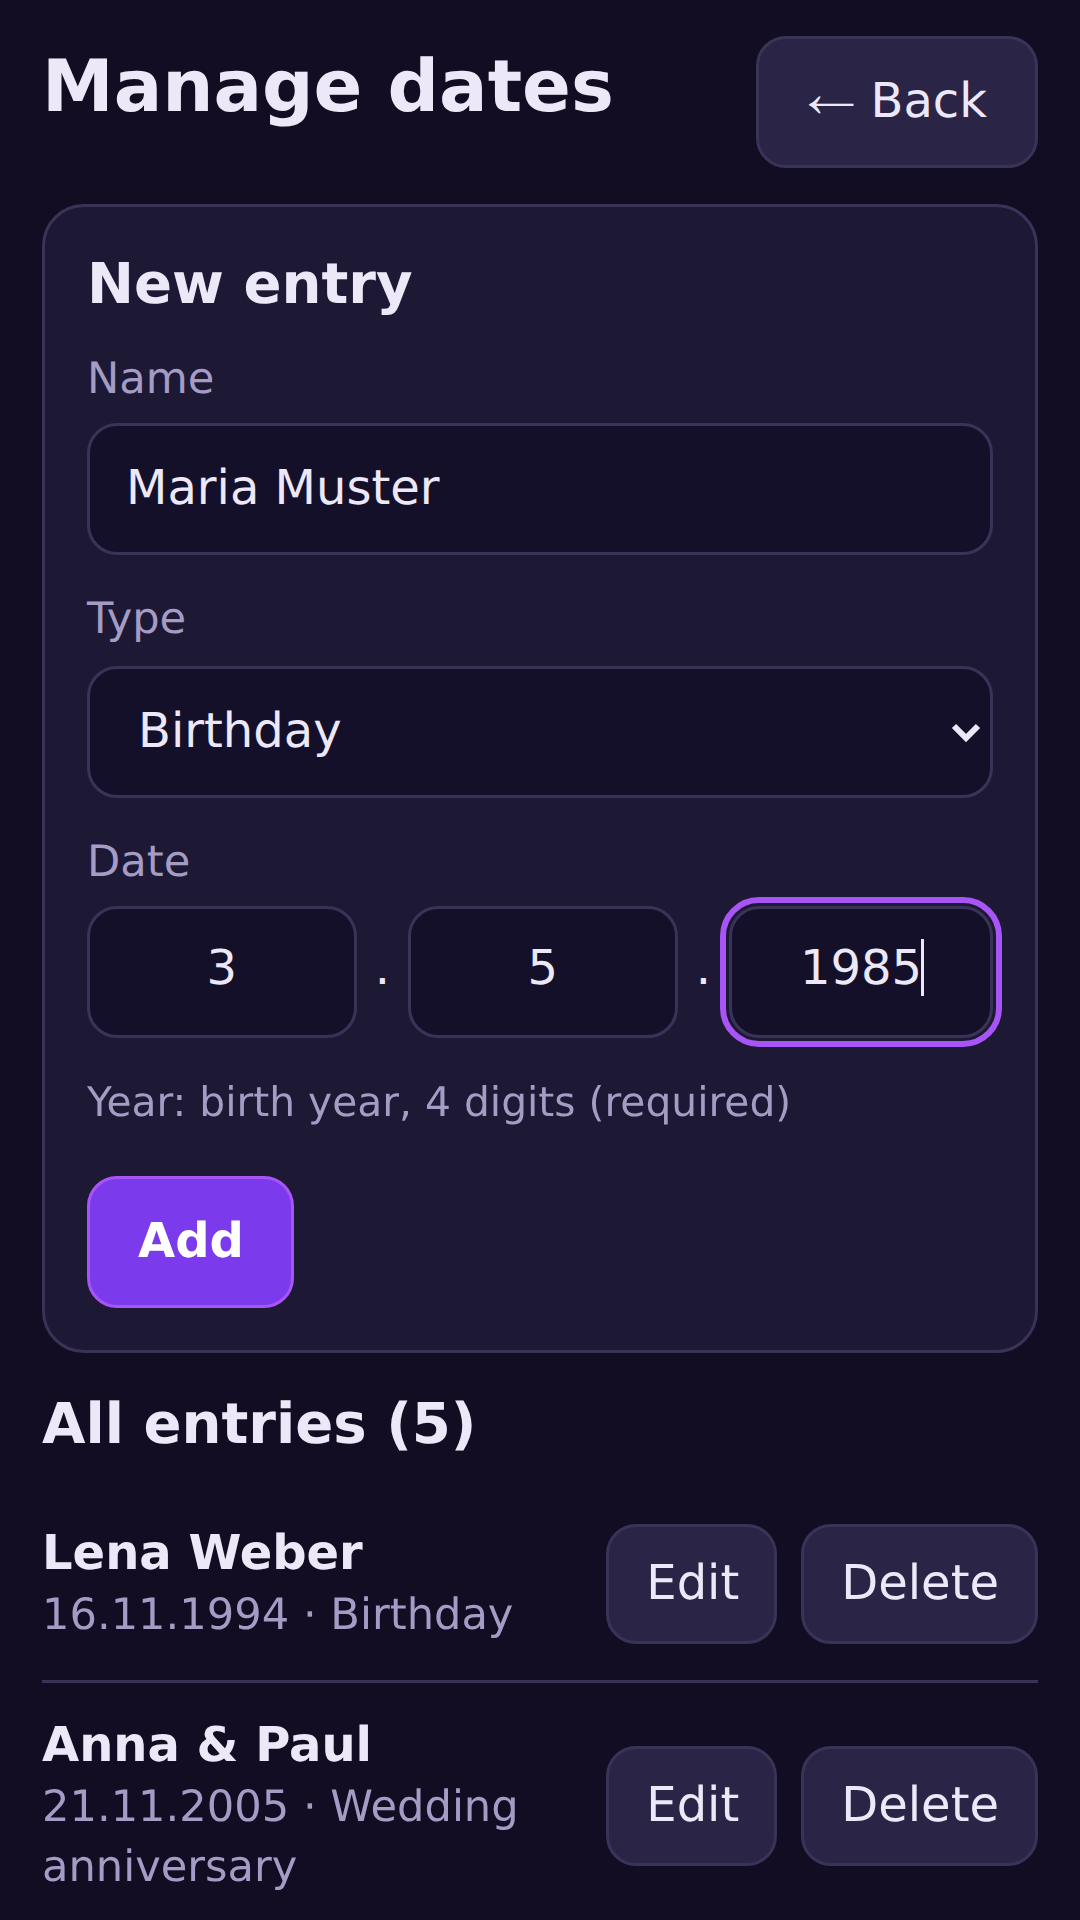 Manage dates
← Back
New entry
Name
Maria Muster
Type
Birthday
Date
3 . 5 . 1985
Year: birth year, 4 digits (required)
Add
All entries (5)
Lena Weber
16.11.1994 · Birthday
Edit Delete
Anna & Paul
21.11.2005 · Wedding
anniversary
Edit Delete